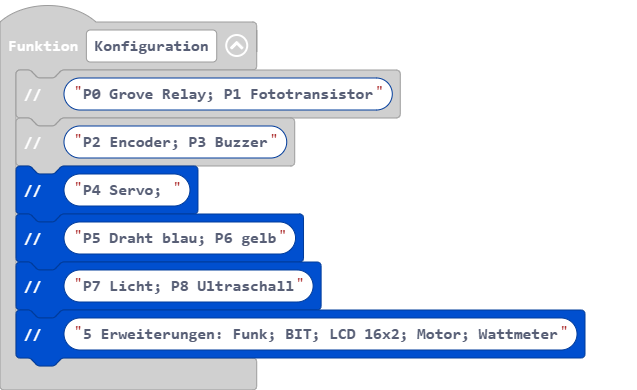 Funktion Konfiguration
// "P0 Grove Relay; P1 Fototransistor"
// "P2 Encoder; P3 Buzzer"
// "P4 Servo; "
// "P5 Draht blau; P6 gelb"
// "P7 Licht; P8 Ultraschall"
// "5 Erweiterungen: Funk; BIT; LCD 16x2; Motor; Wattmeter"